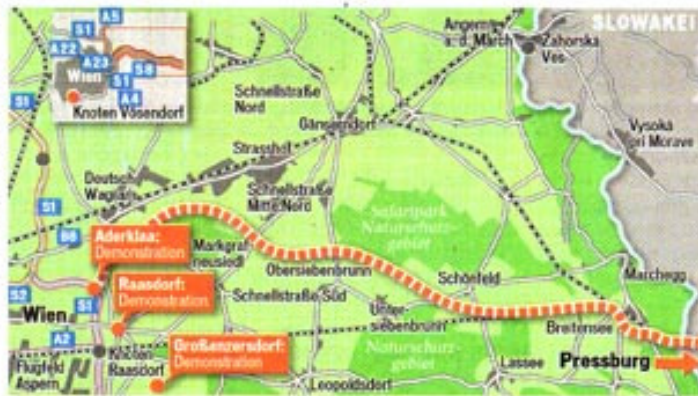 A5
S1
A22
A23
Wien
S8
S1
A4
Knoten Vösendorf
Angern
a. d. March
SLOWAKEI
Zahorska
Ves
Schnellstraße
Nord
Gänserndorf
Vysoká
pri Morave
S1
Strasshof
Deutsch
Wagram
Schnellstraße
Mitte Nord
Safaripark
Naturschutz-
gebiet
S1
B8
Aderklaa:
Demonstration
Markgraf
neusiedl
Obersiebenbrunn
Schönfeld
Marchegg
Raasdorf:
Demonstration
Schnellstraße Süd
Unter-
siebenbrunn
S2
S1
Wien
Breitensee
A2
Knoten
Raasdorf
Großenzersdorf:
Demonstration
Naturschutz-
gebiet
Pressburg
Flugfeld
Aspern
Leopoldsdorf
Lassee